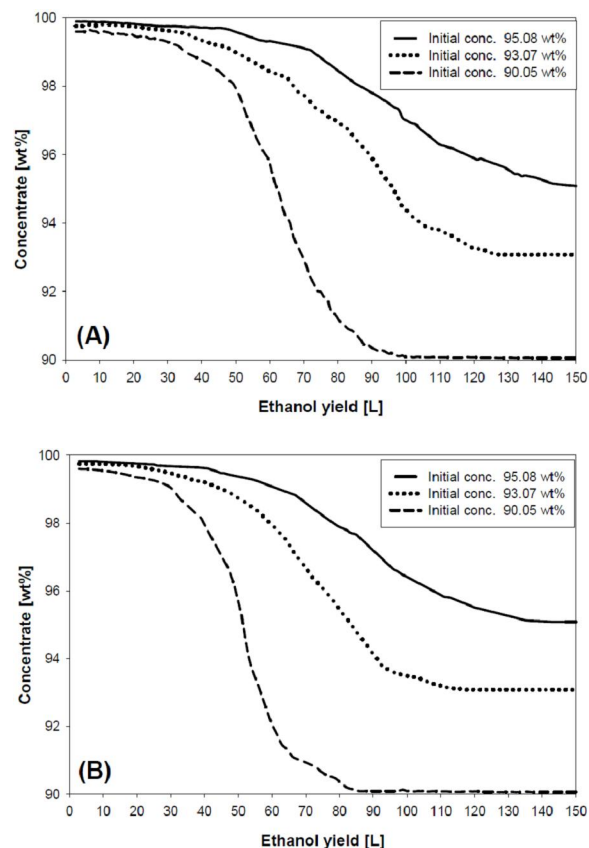 100
98
96
94
92
90
Concentrate [wt%]
Initial conc. 95.08 wt%
Initial conc. 93.07 wt%
Initial conc. 90.05 wt%
(A)
0 10 20 30 40 50 60 70 80 90 100 110 120 130 140 150
Ethanol yield [L]
100
98
96
94
92
90
Concentrate [wt%]
Initial conc. 95.08 wt%
Initial conc. 93.07 wt%
Initial conc. 90.05 wt%
(B)
0 10 20 30 40 50 60 70 80 90 100 110 120 130 140 150
Ethanol yield [L]